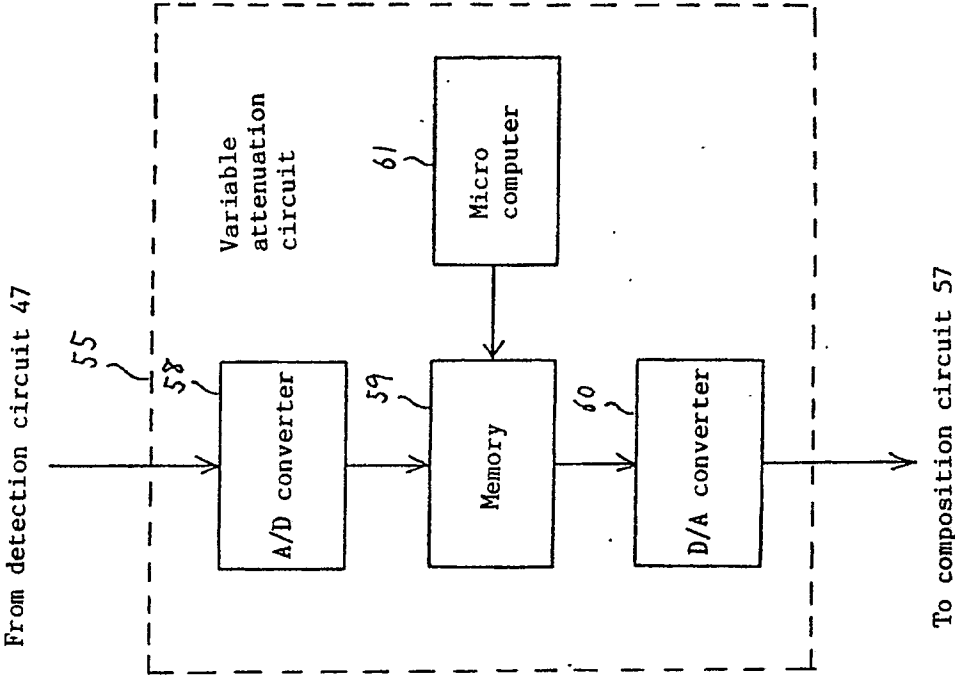 From detection circuit 47
55
Variable
attenuation
circuit
58
A/D converter
59
Memory
61
Micro
computer
60
D/A converter
To composition circuit 57